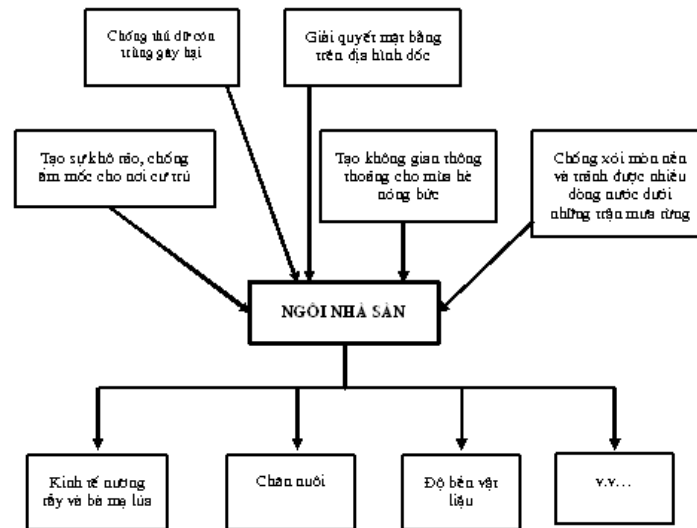 Chống thú dữ côn
trùng gây hại
Giải quyết mặt bằng
trên địa hình dốc
Tạo sự khô ráo, chống
ẩm mốc cho nơi cư trú
Tạo không gian thông
thoáng cho mùa hè
nóng bức
Chống xói mòn nền
và tránh được nhiều
dòng nước dưới
những trận mưa rừng
NGÔI NHÀ SÀN
Kinh tế nương
rẫy và bà mạ lúa
Chăn nuôi
Độ bền vật
liệu
v.v...